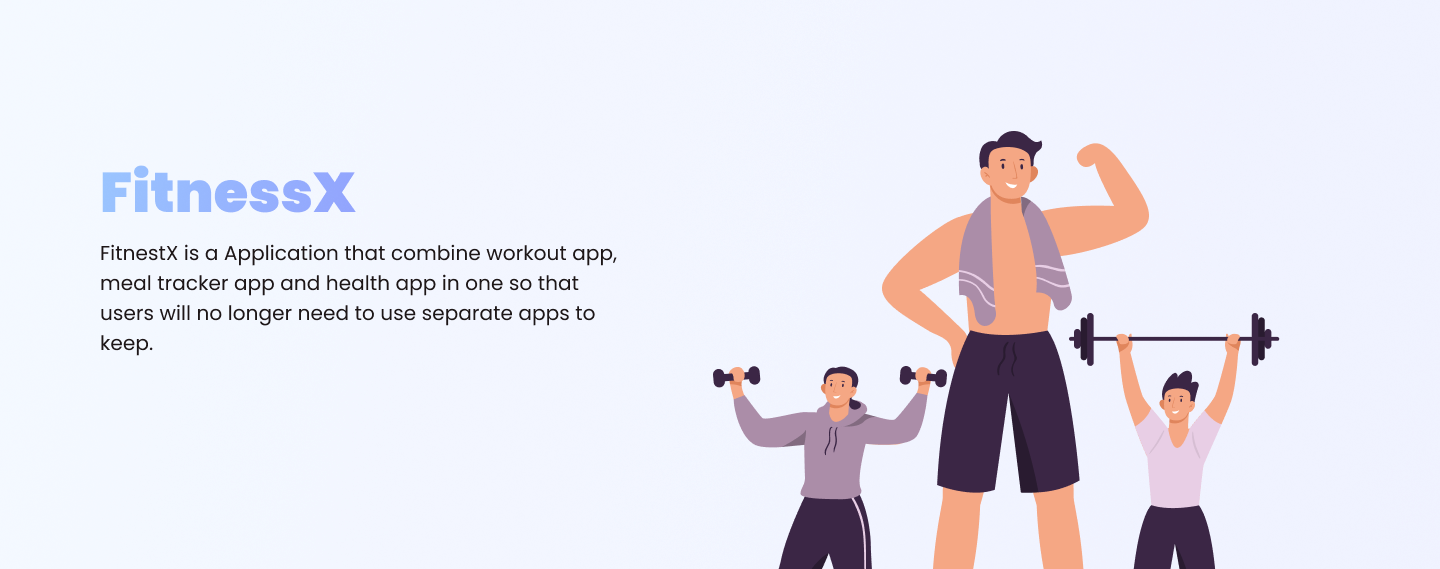 FitnessX
FitnestX is a Application that combine workout app,
meal tracker app and health app in one so that
users will no longer need to use separate apps to
keep.